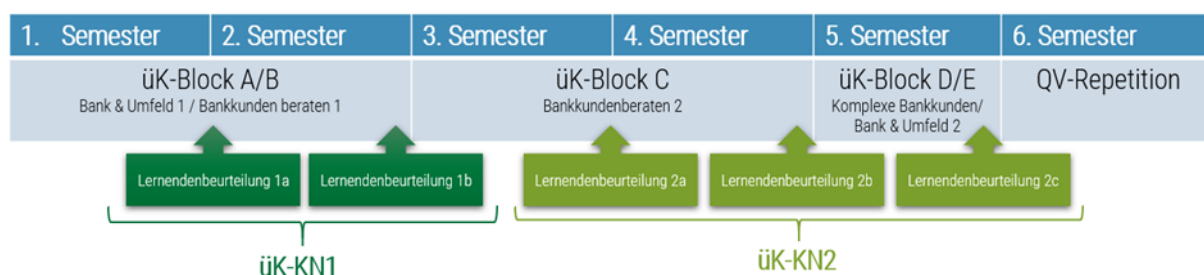 1. Semester
2. Semester
3. Semester
4. Semester
5. Semester
6. Semester
üK-Block A/B
Bank & Umfeld 1 / Bankkunden beraten 1
üK-Block C
Bankkundenberaten 2
üK-Block D/E
Komplexe Bankkunden/
Bank & Umfeld 2
QV-Repetition
Lernendenbeurteilung 1a
Lernendenbeurteilung 1b
Lernendenbeurteilung 2a
Lernendenbeurteilung 2b
Lernendenbeurteilung 2c
üK-KN1
üK-KN2